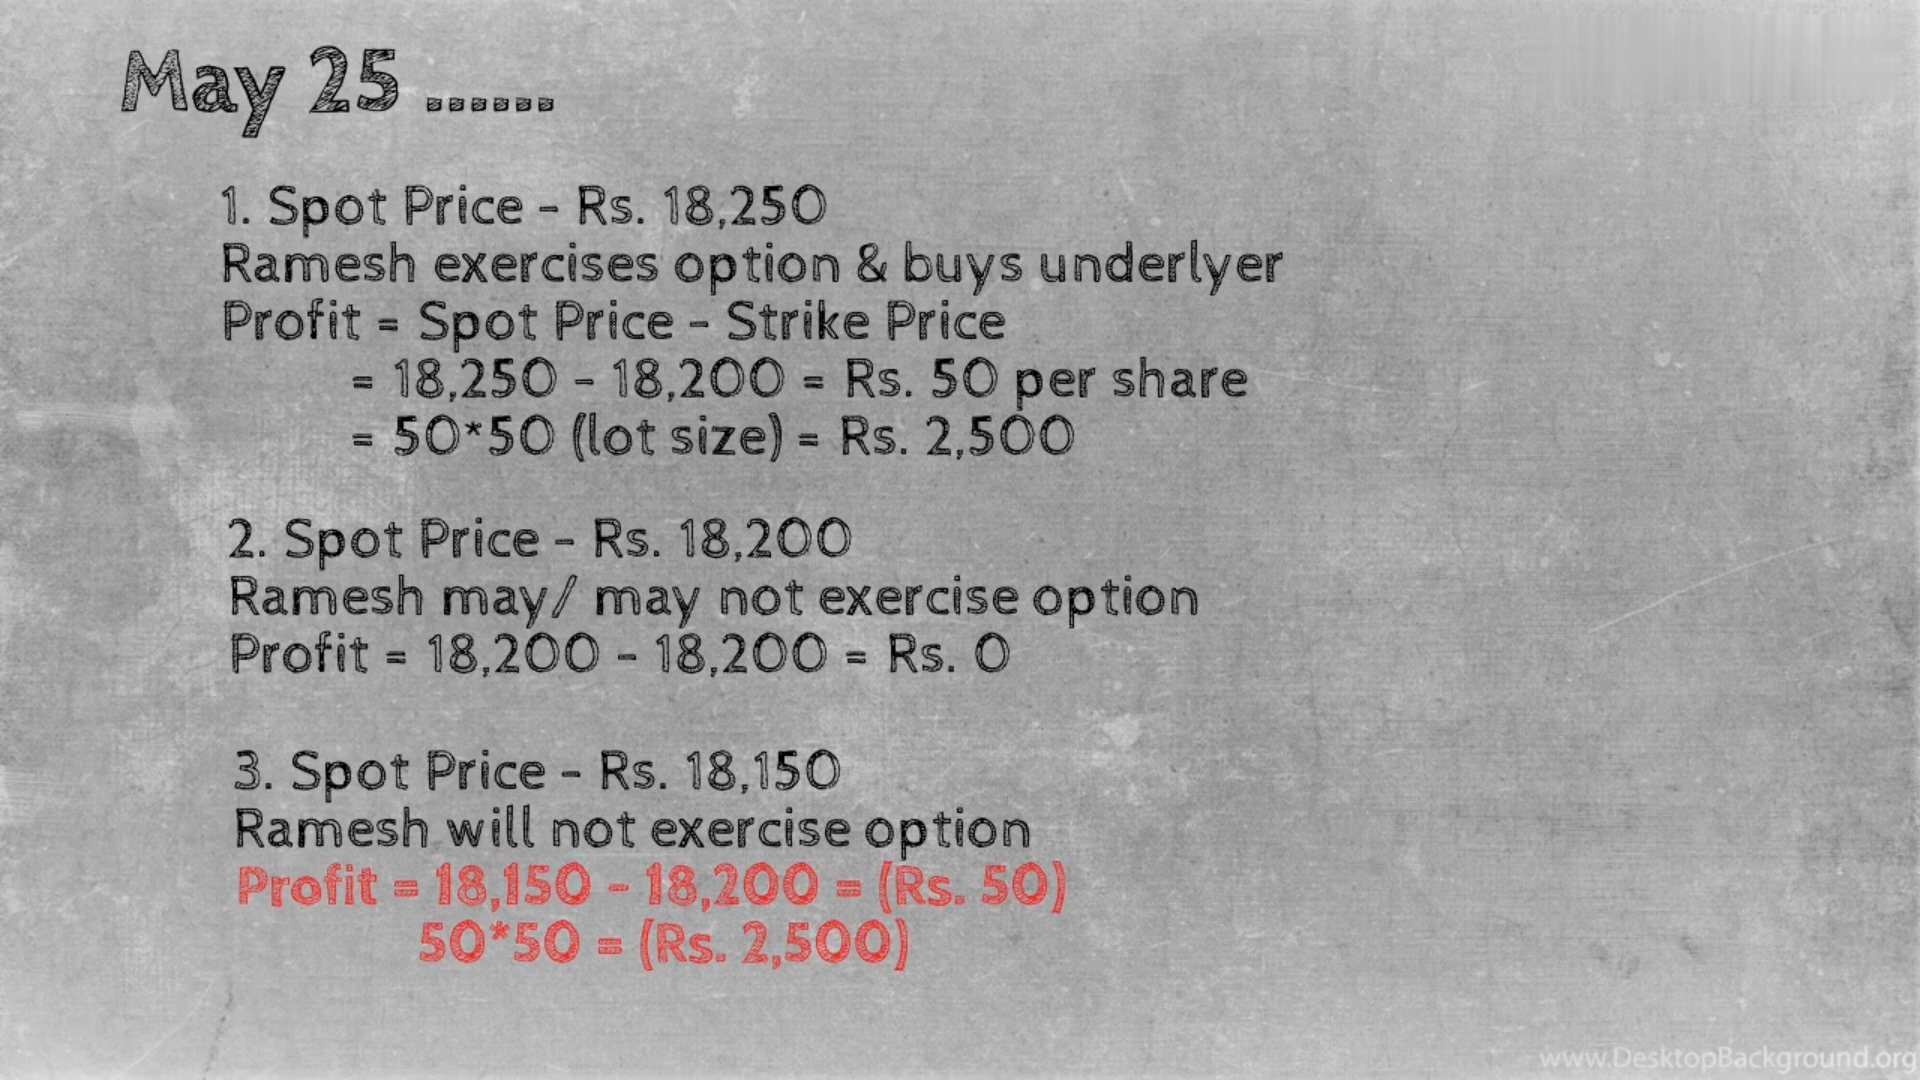 May 25 ......
1. Spot Price - Rs. 18,250
Ramesh exercises option & buys underlyer
Profit = Spot Price - Strike Price
= 18,250 - 18,200 = Rs. 50 per share
= 50*50 (lot size) = Rs. 2,500
2. Spot Price - Rs. 18,200
Ramesh may/ may not exercise option
Profit = 18,200 - 18,200 = Rs. 0
3. Spot Price - Rs. 18,150
Ramesh will not exercise option
Profit = 18,150 - 18,200 = (Rs. 50)
50*50 = (Rs. 2,500)
www.DesktopBackground.org